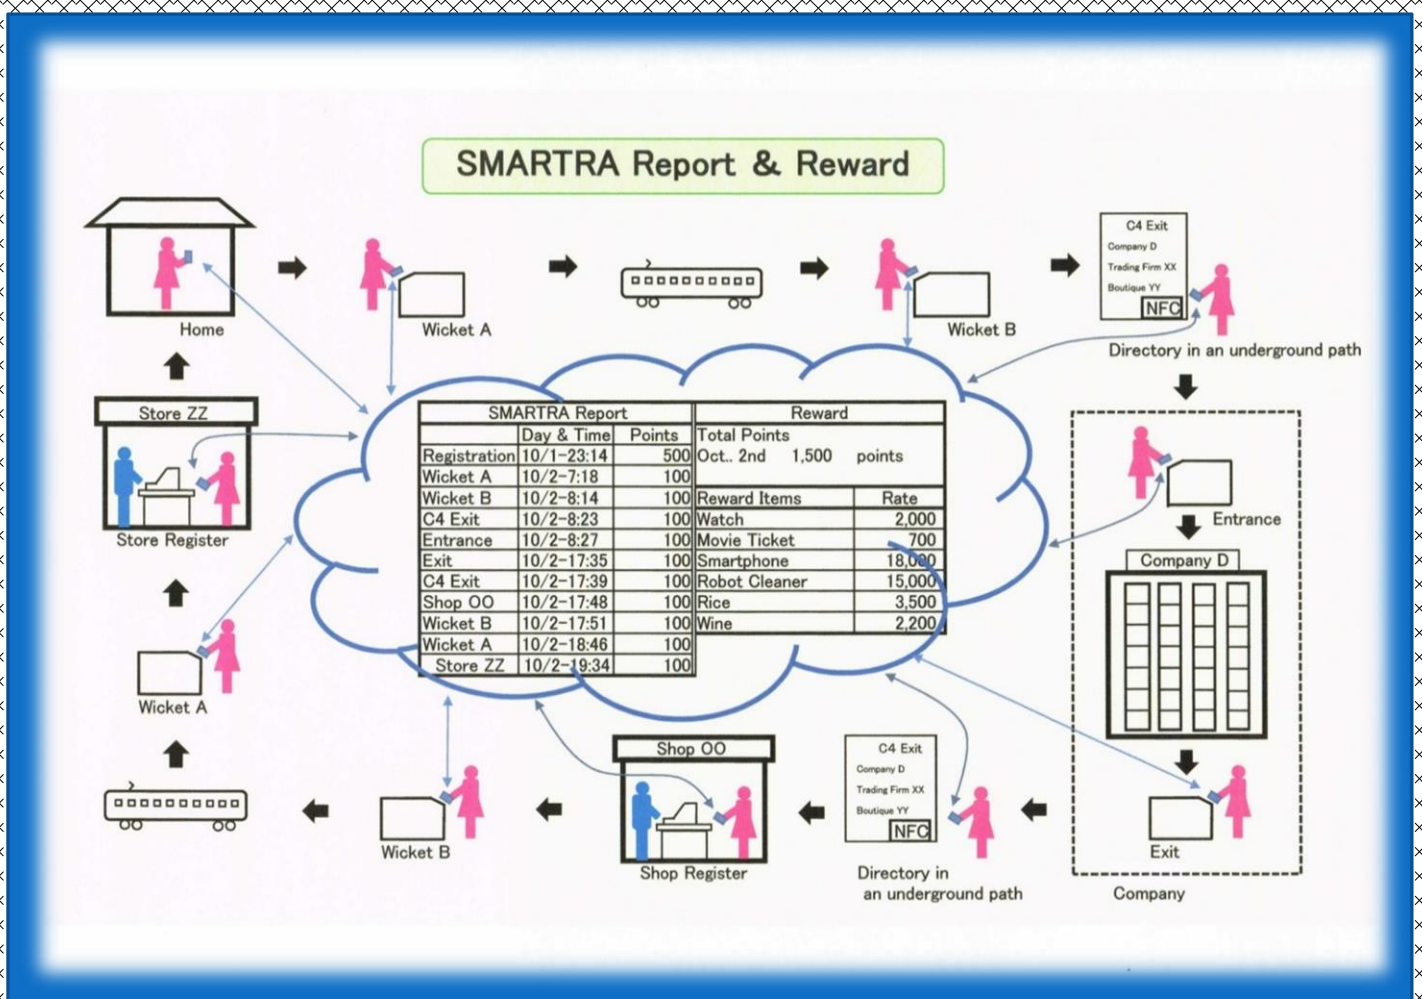 SMARTRA Report & Reward
Home
Wicket A
Wicket B
C4 Exit
Company D
Trading Firm XX
Boutique YY
NFC
Directory in an underground path
Store ZZ
Store Register
SMARTRA Report
Day & Time Points
Registration 10/1-23:14 500
Wicket A 10/2-7:18 100
Wicket B 10/2-8:14 100
C4 Exit 10/2-8:23 100
Entrance 10/2-8:27 100
Exit 10/2-17:35 100
C4 Exit 10/2-17:39 100
Shop OO 10/2-17:48 100
Wicket B 10/2-17:51 100
Wicket A 10/2-18:46 100
Store ZZ 10/2-19:34 100
Reward
Total Points
Oct.. 2nd 1,500 points
Reward Items Rate
Watch 2,000
Movie Ticket 700
Smartphone 18,000
Robot Cleaner 15,000
Rice 3,500
Wine 2,200
Entrance
Company D
Exit
Company
Wicket A
Wicket B
Shop OO
Shop Register
C4 Exit
Company D
Trading Firm XX
Boutique YY
NFC
Directory in
an underground path